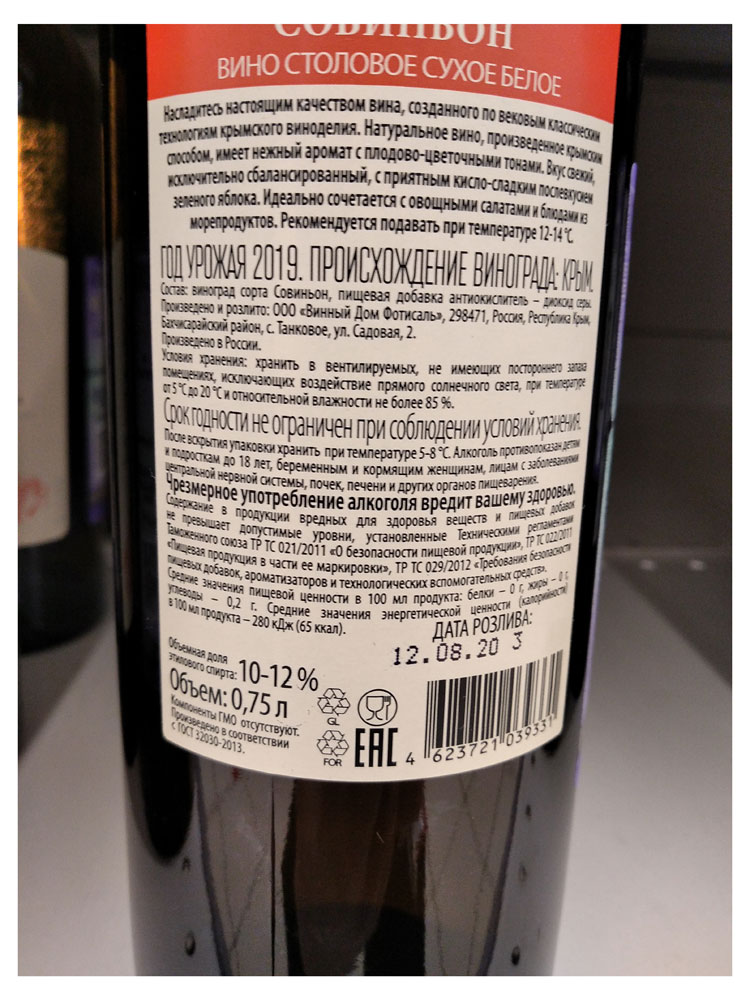 СОВИНЬОН
ВИНО СТОЛОВОЕ СУХОЕ БЕЛОЕ
Насладитесь настоящим качеством вина, созданного по вековым классическим
технологиям крымского виноделия. Натуральное вино, произведенное крымским
способом, имеет нежный аромат с плодово-цветочными тонами. Вкус свежий,
исключительно сбалансированный, с приятным кисло-сладким послевкусием
зеленого яблока. Идеально сочетается с овощными салатами и блюдами из
морепродуктов. Рекомендуется подавать при температуре 12-14 °С.
ГОД УРОЖАЯ 2019. ПРОИСХОЖДЕНИЕ ВИНОГРАДА: КРЫМ.
Состав: виноград сорта Совиньон, пищевая добавка антиокислитель – диоксид серы.
Произведено и розлито: ООО «Винный Дом Фотисаль», 298471, Россия, Республика Крым,
Бахчисарайский район, с. Танковое, ул. Садовая, 2.
Произведено в России.
Условия хранения: хранить в вентилируемых, не имеющих постороннего запаха
помещениях, исключающих воздействие прямого солнечного света, при температуре
от 5 °С до 20 °С и относительной влажности не более 85 %.
Срок годности не ограничен при соблюдении условий хранения.
После вскрытия упаковки хранить при температуре 5-8 °С. Алкоголь противопоказан детям
и подросткам до 18 лет, беременным и кормящим женщинам, лицам с заболеваниями
центральной нервной системы, почек, печени и других органов пищеварения.
Чрезмерное употребление алкоголя вредит вашему здоровью.
Содержание в продукции вредных для здоровья веществ и пищевых добавок
не превышает допустимые уровни, установленные Техническими регламентами
Таможенного союза ТР ТС 021/2011 «О безопасности пищевой продукции», ТР ТС 022/2011
«Пищевая продукция в части ее маркировки», ТР ТС 029/2012 «Требования безопасности
пищевых добавок, ароматизаторов и технологических вспомогательных средств».
Средние значения пищевой ценности в 100 мл продукта: белки – 0 г, жиры – 0 г,
углеводы – 0,2 г. Средние значения энергетической ценности (калорийности)
в 100 мл продукта – 280 кДж (65 ккал).
ДАТА РОЗЛИВА:
12.08.20 3
Объемная доля
этилового спирта: 10-12 %
Объем: 0,75 л
Компоненты ГМО отсутствуют.
Произведено в соответствии
с ГОСТ 32030-2013.
GL
FOR
EAC
4 623721 039331